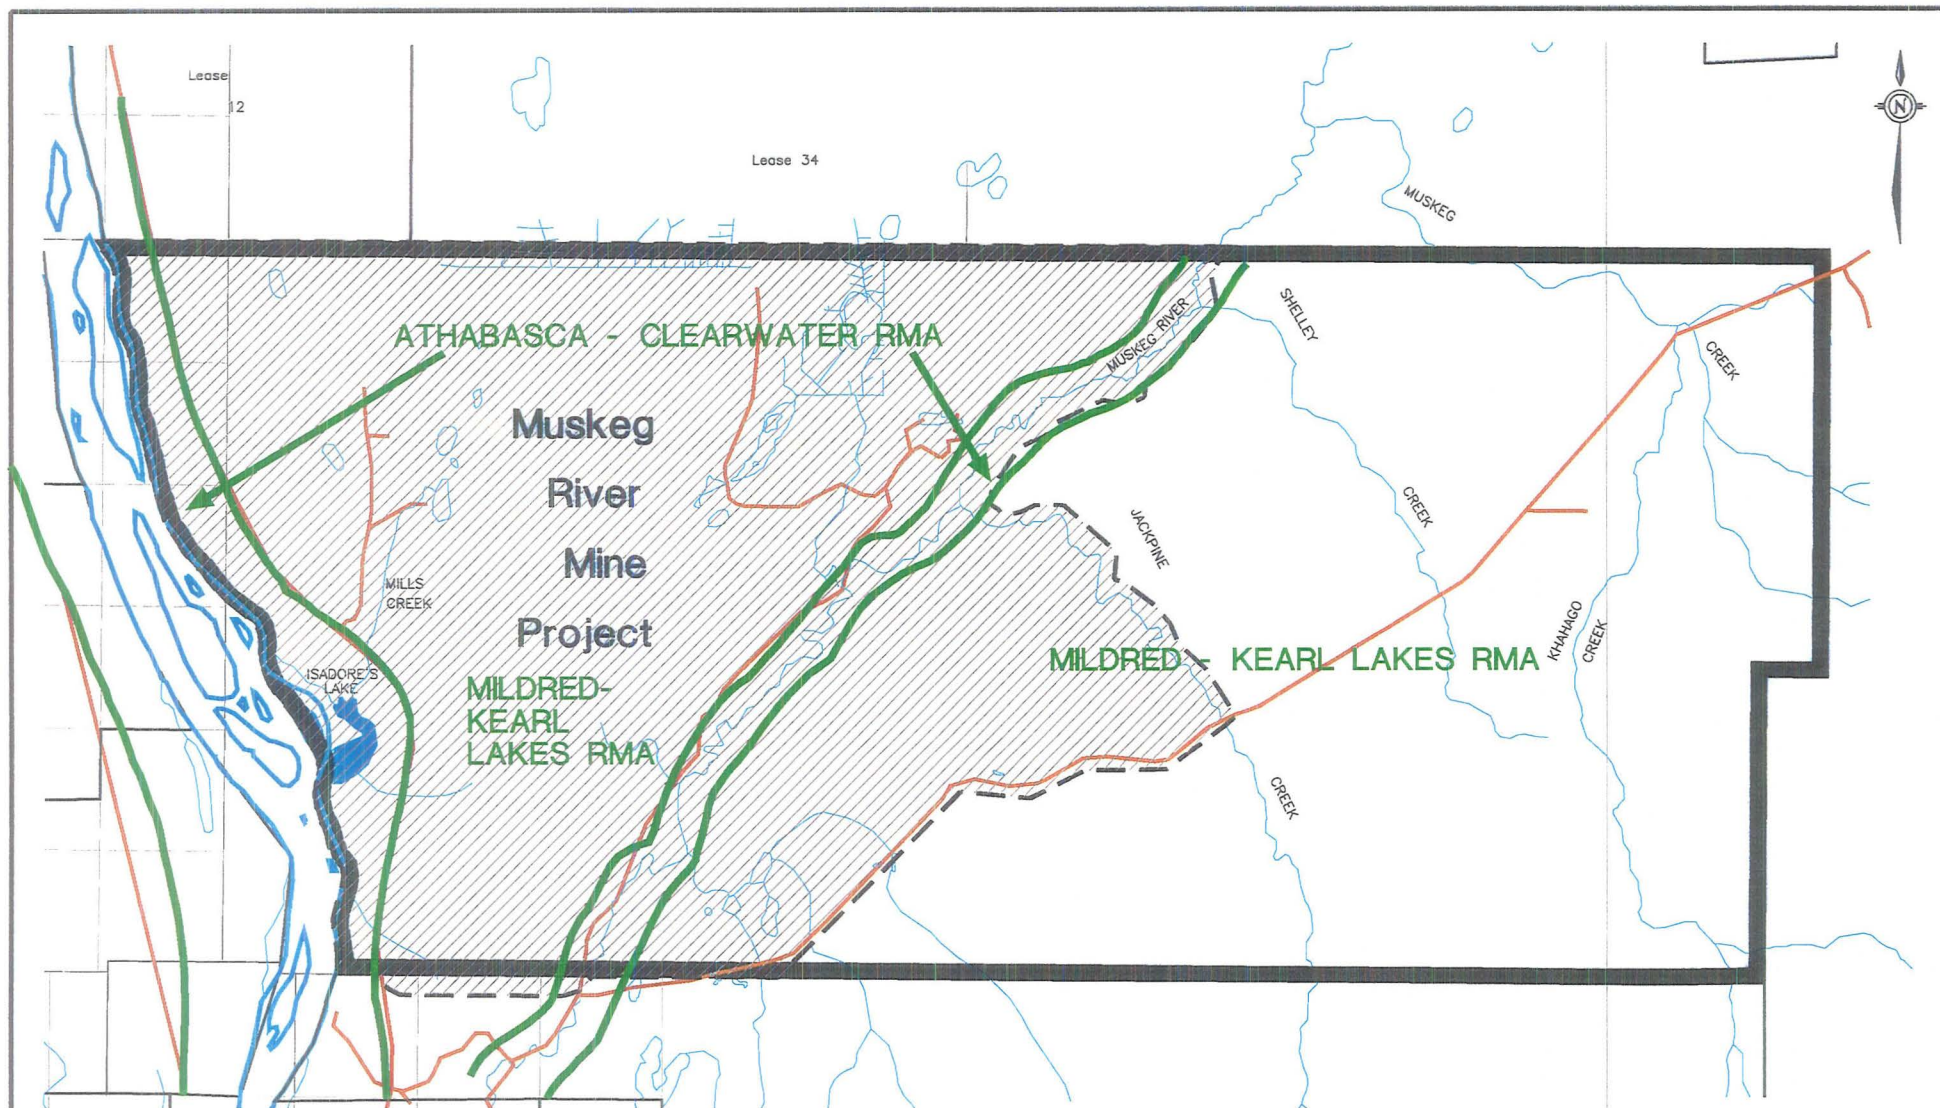 Lease
12
Lease 34
N
MUSKEG
ATHABASCA - CLEARWATER RMA
MUSKEG RIVER
SHELLEY
CREEK
Muskeg
River
Mine
Project
CREEK
JACKPINE
MILLS
CREEK
KHAHAGO
CREEK
MILDRED - KEARL LAKES RMA
ISADORE'S
LAKE
MILDRED-
KEARL
LAKES RMA
CREEK